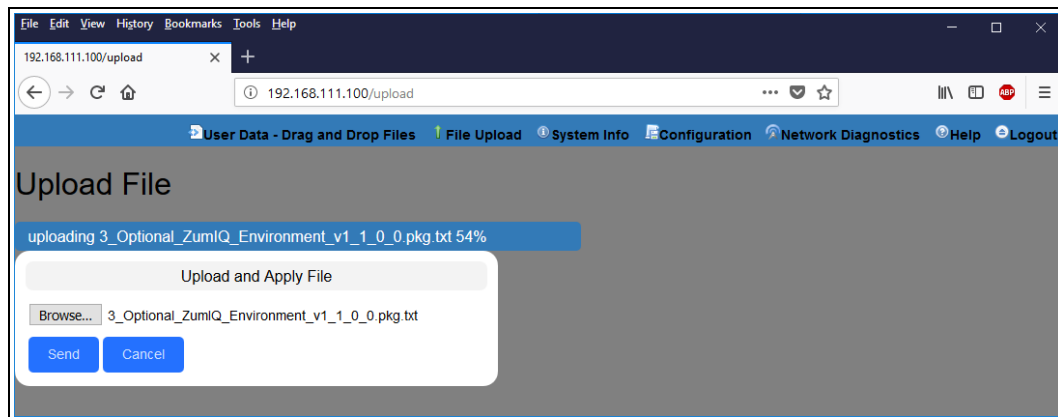 File Edit View History Bookmarks Tools Help
192.168.111.100/upload
192.168.111.100/upload
ABP
User Data - Drag and Drop Files File Upload System Info Configuration Network Diagnostics Help Logout
Upload File
uploading 3_Optional_ZumIQ_Environment_v1_1_0_0.pkg.txt 54%
Upload and Apply File
Browse... 3_Optional_ZumIQ_Environment_v1_1_0_0.pkg.txt
Send Cancel